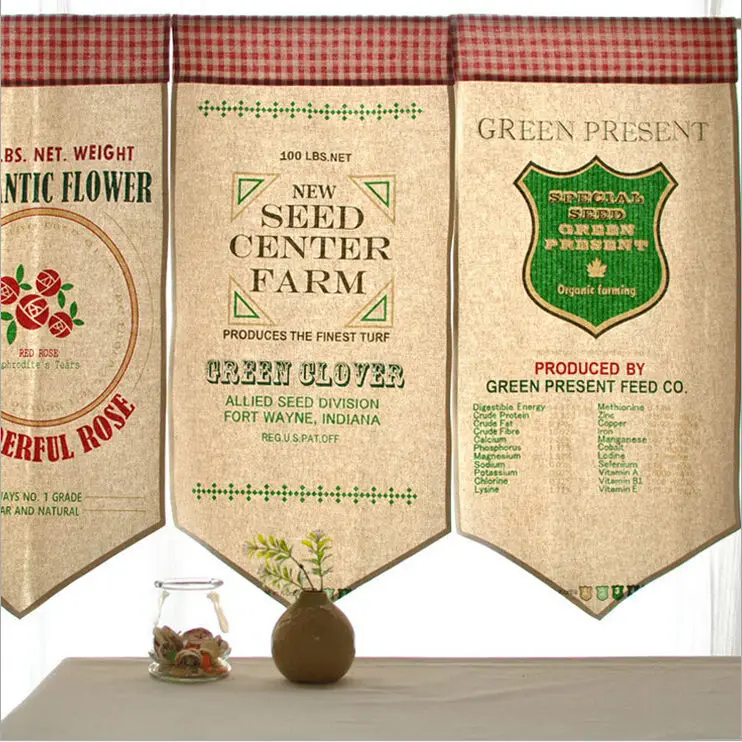 LBS. NET. WEIGHT
ANTIC FLOWER
RED ROSE
phrodite's Tears
DERFUL ROSE
WAYS NO. 1 GRADE
AR AND NATURAL
100 LBS.NET
NEW
SEED
CENTER
FARM
PRODUCES THE FINEST TURF
GREEN CLOVER
ALLIED SEED DIVISION
FORT WAYNE, INDIANA
REG.U.S.PAT.OFF
GREEN PRESENT
SPECIAL
SEED
GREEN
PRESENT
Organic farming
PRODUCED BY
GREEN PRESENT FEED CO.
Digestible Energy
Crude Protein
Crude Fat
Crude Fibre
Calcium
Phosphorus
Magnesium
Sodium
Potassium
Chlorine
Lysine
Methionine
Zinc
Copper
Iron
Manganese
Cobalt
Lodine
Selenium
Vitamin A
Vitamin B1
Vitamin E